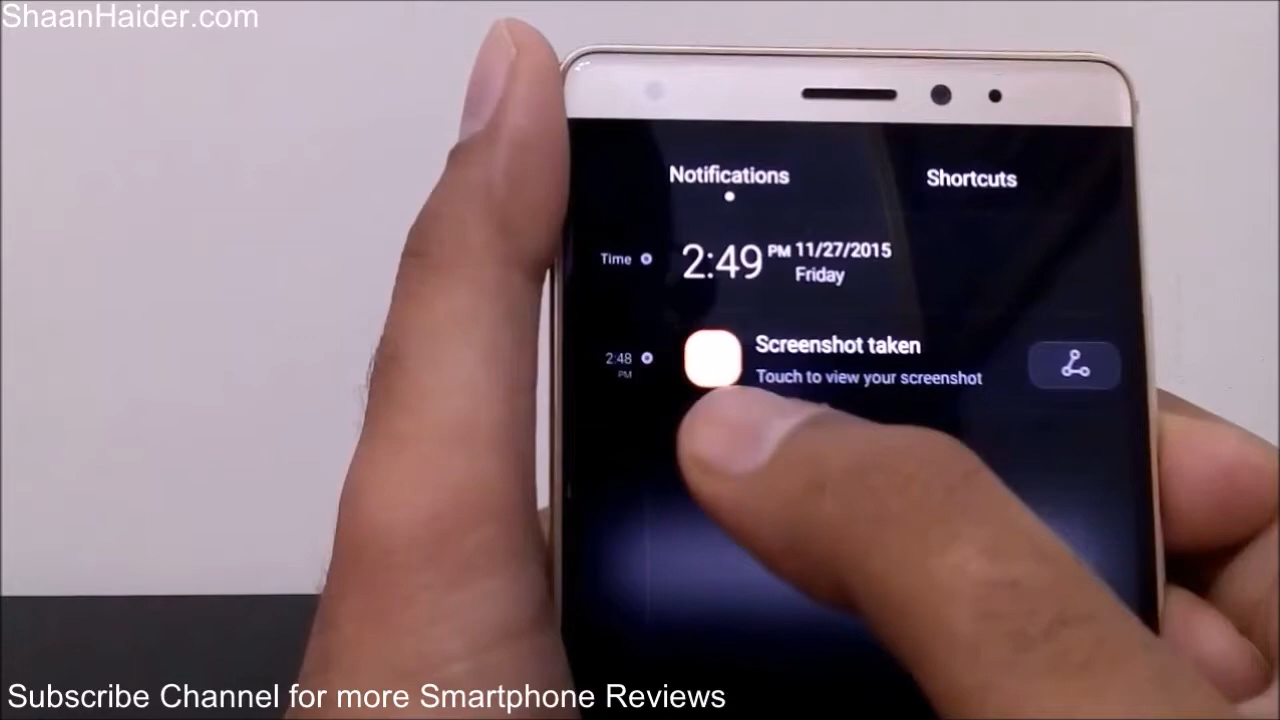 ShaanHaider.com
Notifications
Shortcuts
Time
2:49 PM 11/27/2015
Friday
2:48
PM
Screenshot taken
Touch to view your screenshot
Subscribe Channel for more Smartphone Reviews